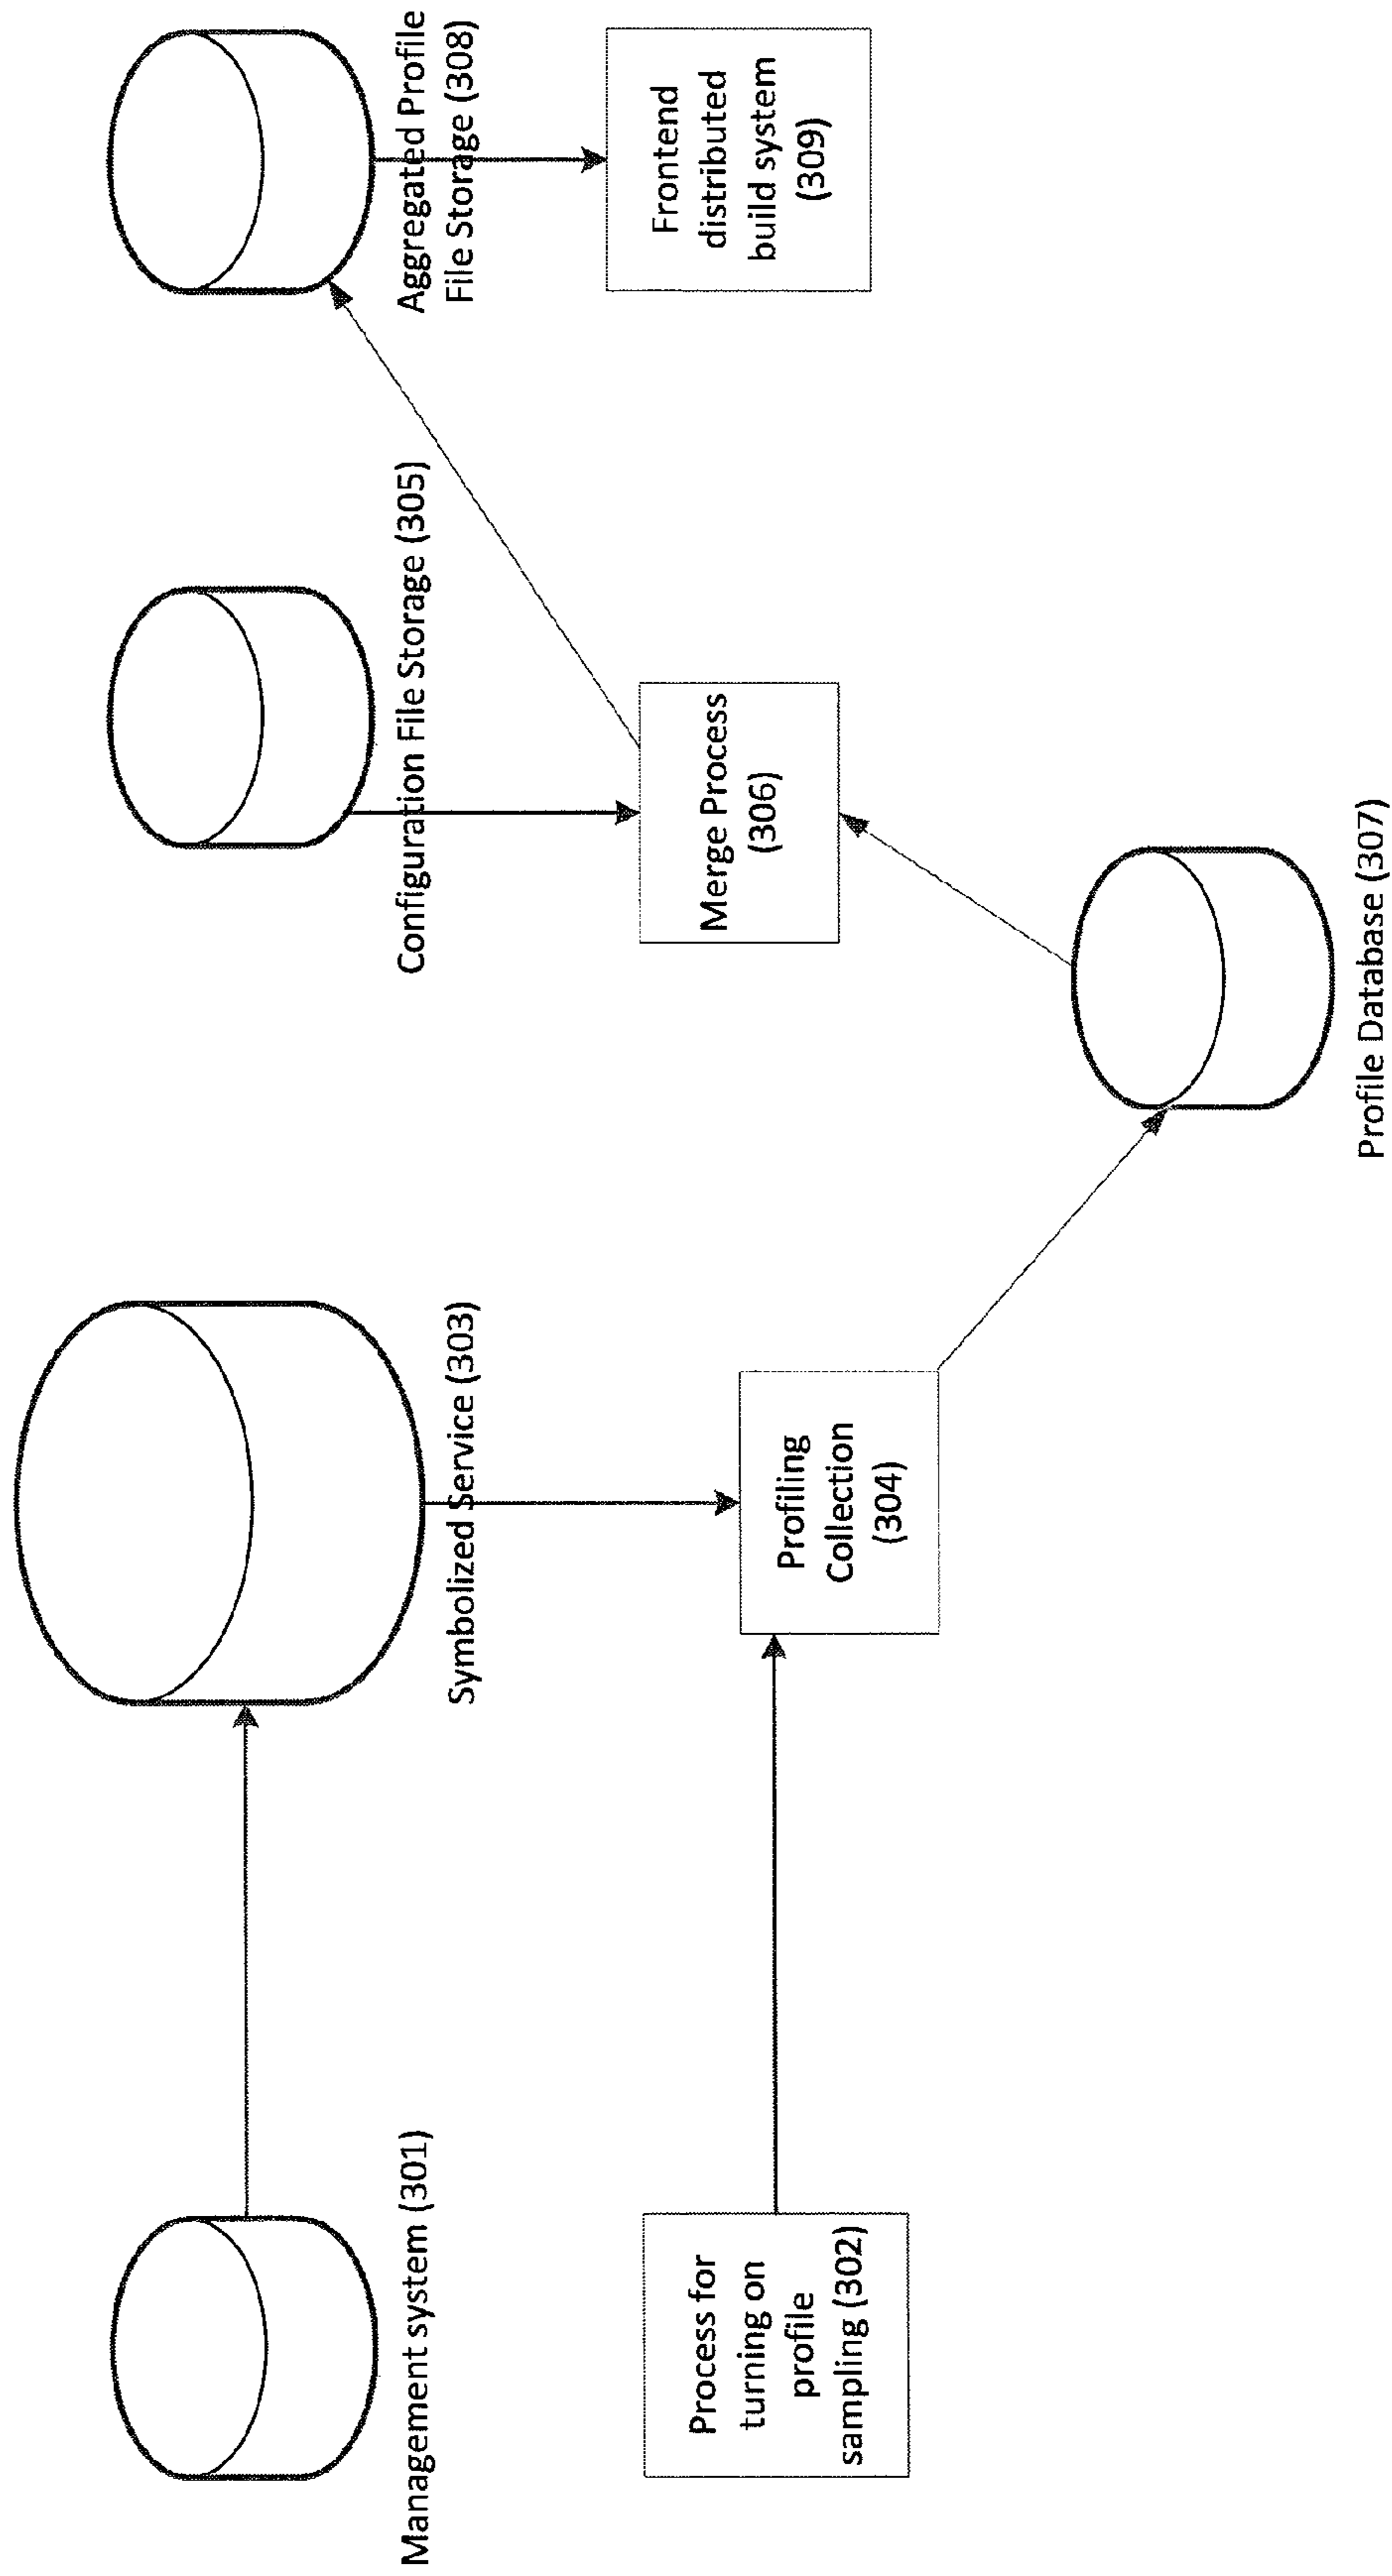 Management system (301)
Process for
turning on
profile
sampling (302)
Symbolized Service (303)
Profiling
Collection
(304)
Configuration File Storage (305)
Merge Process
(306)
Profile Database (307)
Aggregated Profile
File Storage (308)
Frontend
distributed
build system
(309)